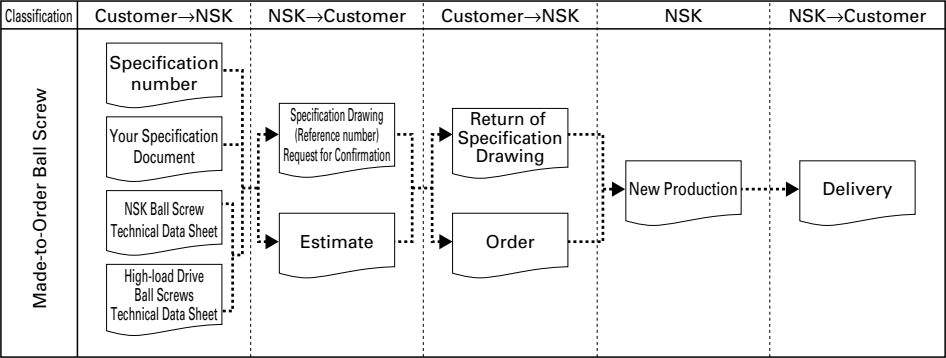 Classification
Customer→NSK
NSK→Customer
Customer→NSK
NSK
NSK→Customer
Made-to-Order Ball Screw
Specification
number
Your Specification
Document
NSK Ball Screw
Technical Data Sheet
High-load Drive
Ball Screws
Technical Data Sheet
Specification Drawing
(Reference number)
Request for Confirmation
Estimate
Return of
Specification
Drawing
Order
New Production
Delivery